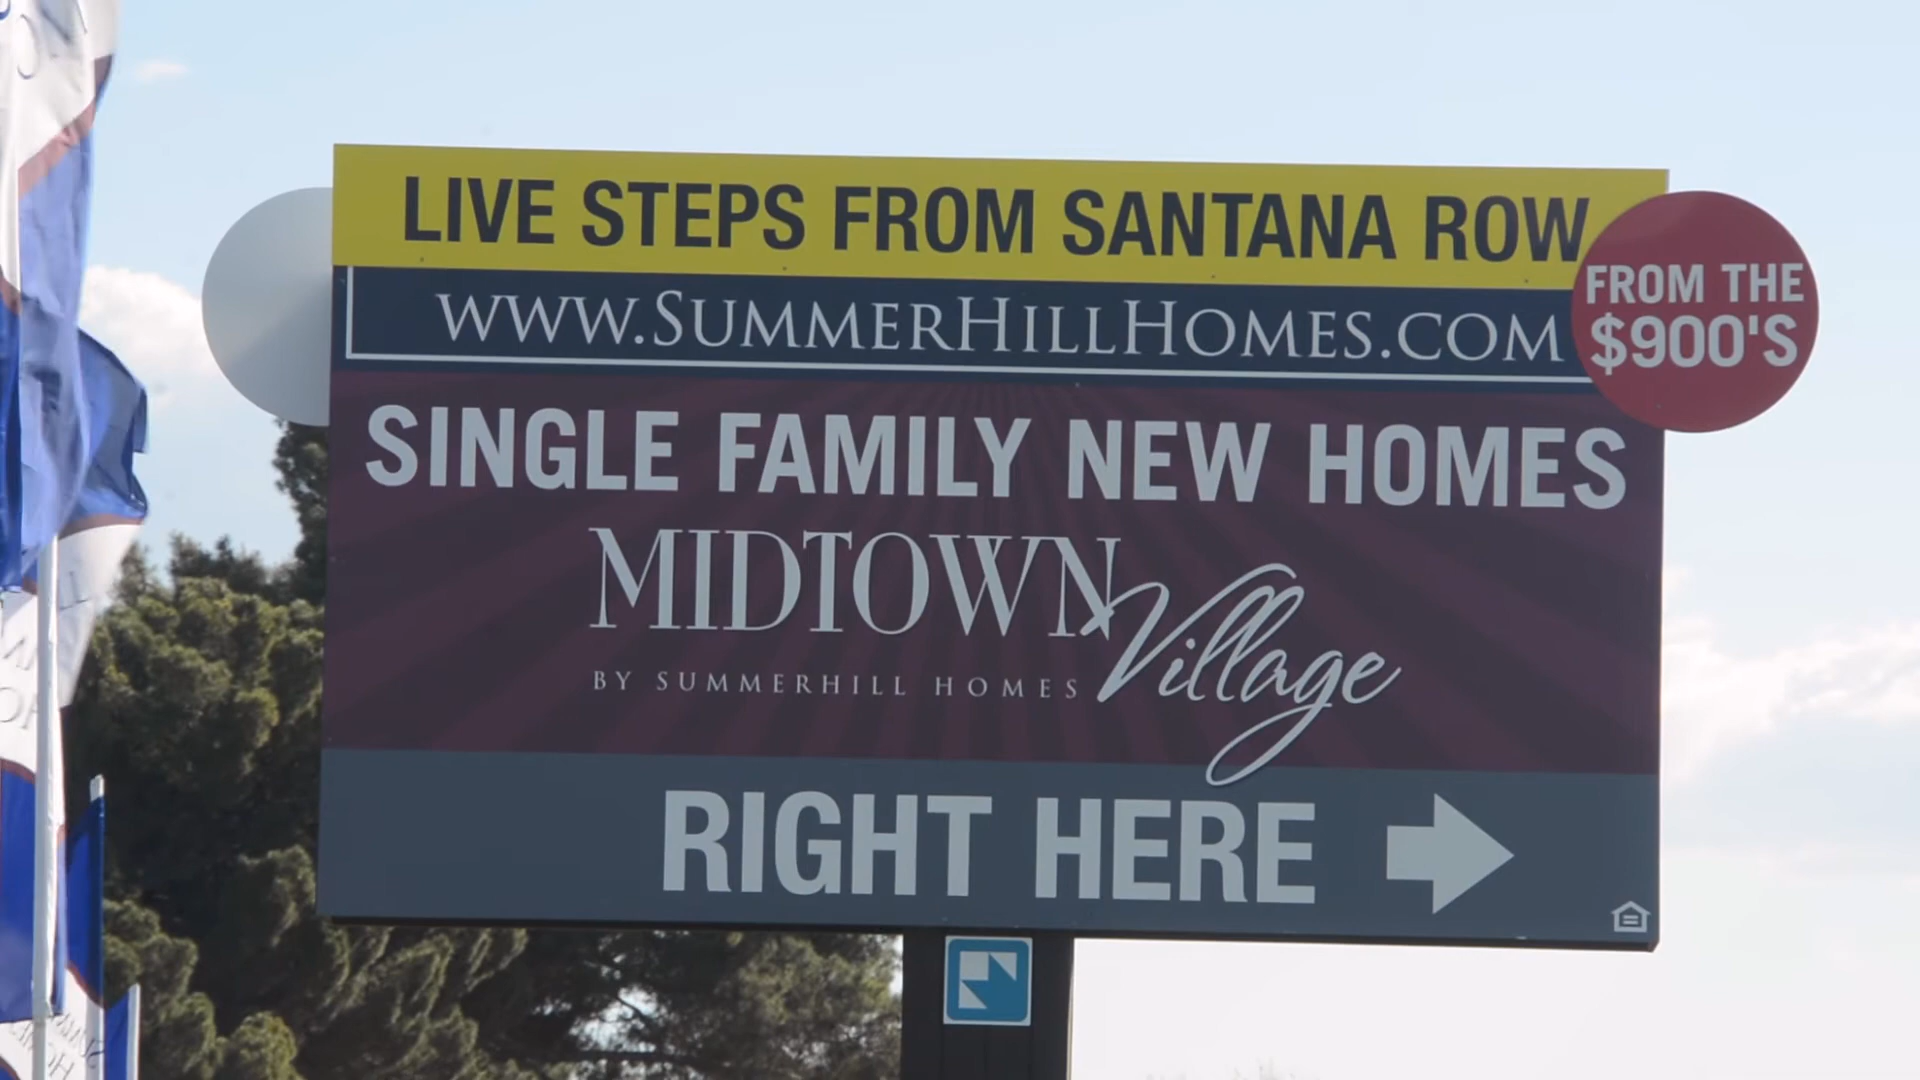 LIVE STEPS FROM SANTANA ROW
WWW.SUMMERHILLHOMES.COM
FROM THE
$900'S
SINGLE FAMILY NEW HOMES
MIDTOWN
Village
BY SUMMERHILL HOMES
RIGHT HERE